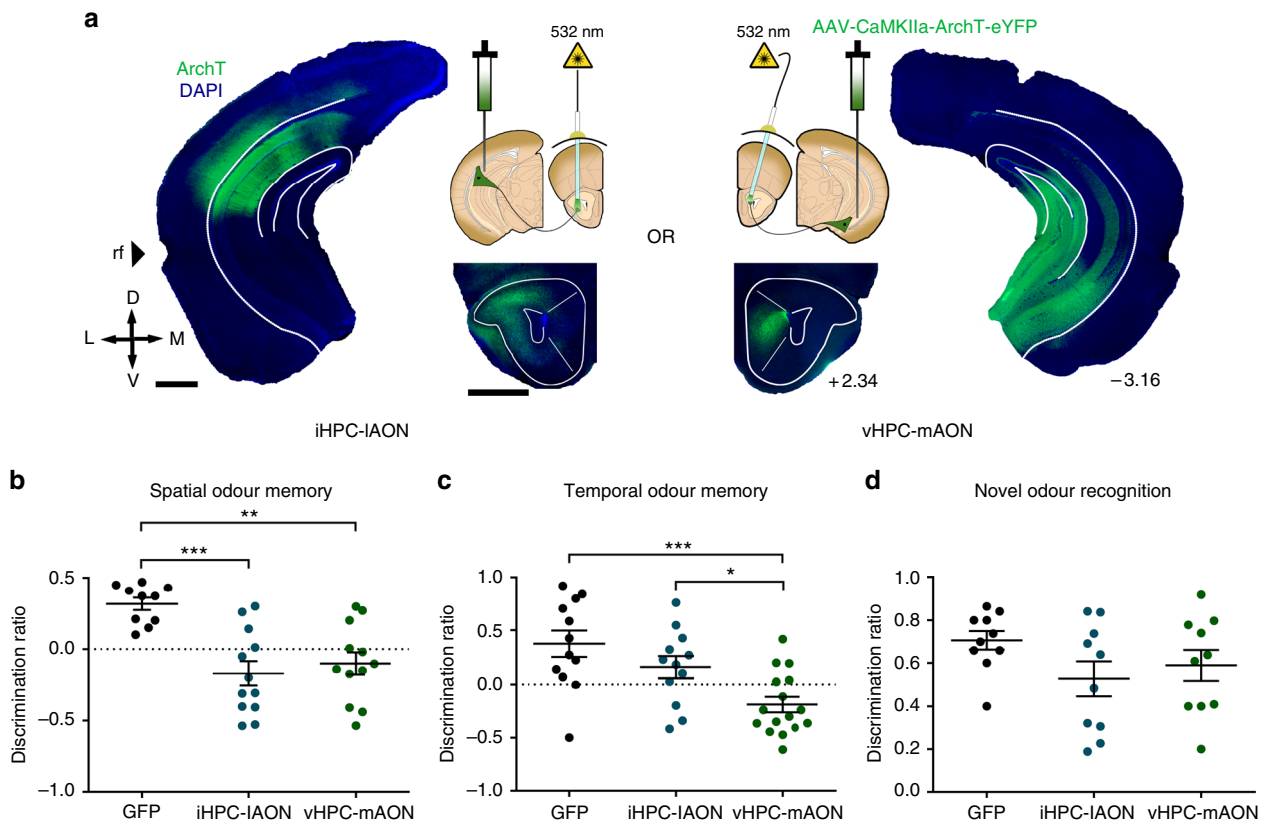 a
532 nm
532 nm
AAV-CaMKIIa-ArchT-eYFP
ArchT
DAPI
rf
D
L
M
V
OR
+2.34
−3.16
iHPC-lAON
vHPC-mAON
b
Spatial odour memory
**
***
Discrimination ratio
0.5
0.0
−0.5
−1.0
GFP
iHPC-lAON
vHPC-mAON
c
Temporal odour memory
***
*
Discrimination ratio
1.0
0.5
0.0
−0.5
−1.0
GFP
iHPC-lAON
vHPC-mAON
d
Novel odour recognition
Discrimination ratio
1.0
0.8
0.6
0.4
0.2
0.0
GFP
iHPC-lAON
vHPC-mAON